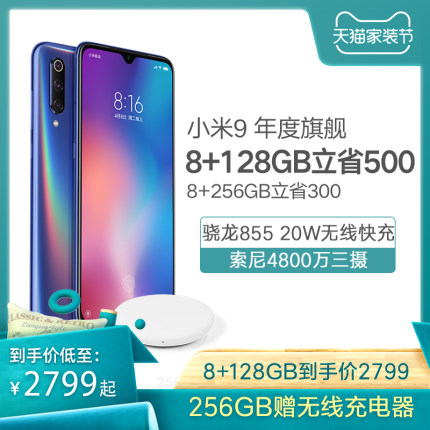 天猫家装节
8:16
小米9 年度旗舰
8+128GB立省500
8+256GB立省300
骁龙855 20W无线快充
索尼4800万三摄
CLASSIC & RETRO
到手价低至：
¥2799起
8+128GB到手价2799
256GB赠无线充电器